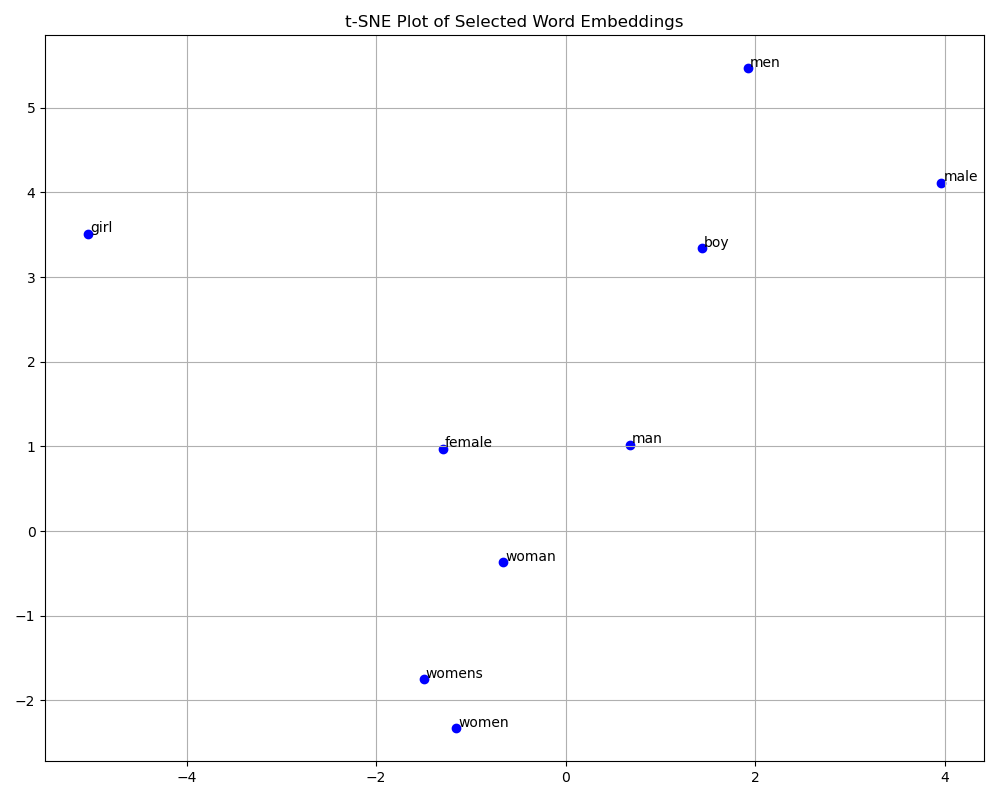 t-SNE Plot of Selected Word Embeddings
men
male
girl
boy
female
man
woman
womens
women
5
4
3
2
1
0
−1
−2
−4
−2
0
2
4